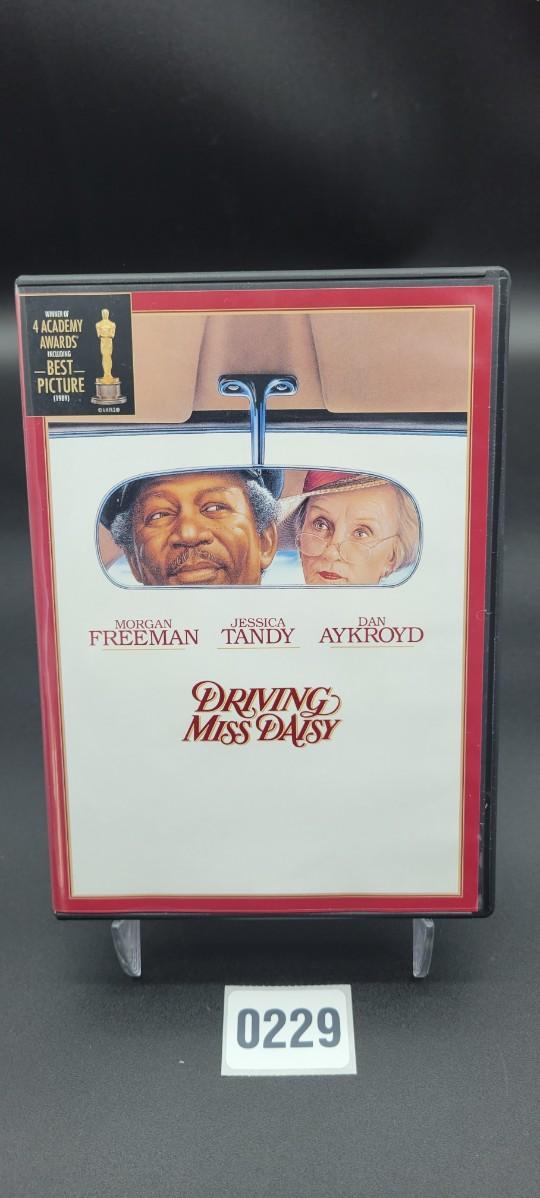 WINNER OF
4 ACADEMY
AWARDS®
INCLUDING
BEST
PICTURE
(1989)
©A.M.P.A.S.®
MORGAN
FREEMAN
JESSICA
TANDY
DAN
AYKROYD
DRIVING
MISS DAISY
0229